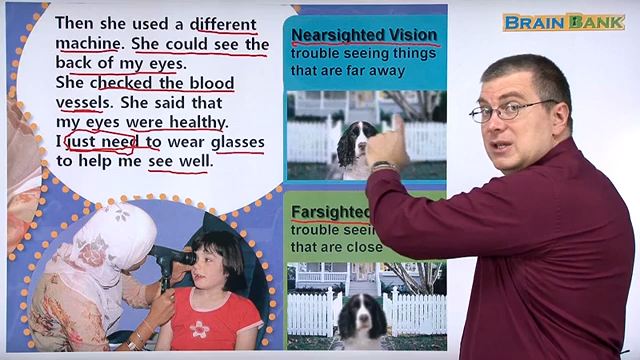 BRAIN BANK
Then she used a different
machine. She could see the
back of my eyes.
She checked the blood
vessels. She said that
my eyes were healthy.
I just need to wear glasses
to help me see well.
Nearsighted Vision
trouble seeing things
that are far away
Farsighted
trouble
that are close